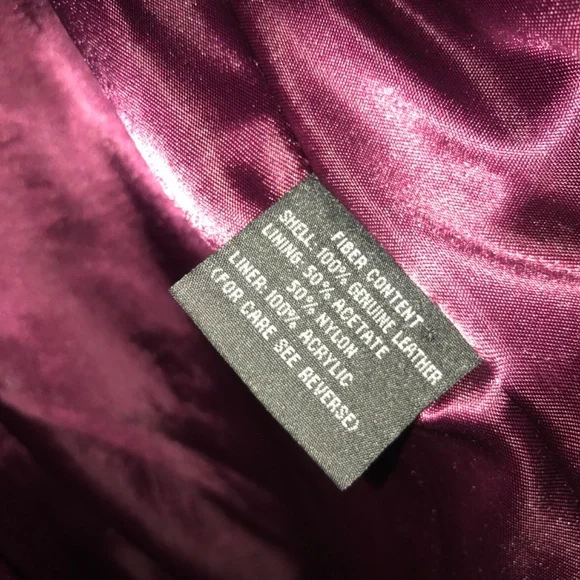 FIBER CONTENT
SHELL: 100% GENUINE LEATHER
LINING: 50% ACETATE
50% NYLON
LINER: 100% ACRYLIC
(FOR CARE SEE REVERSE)